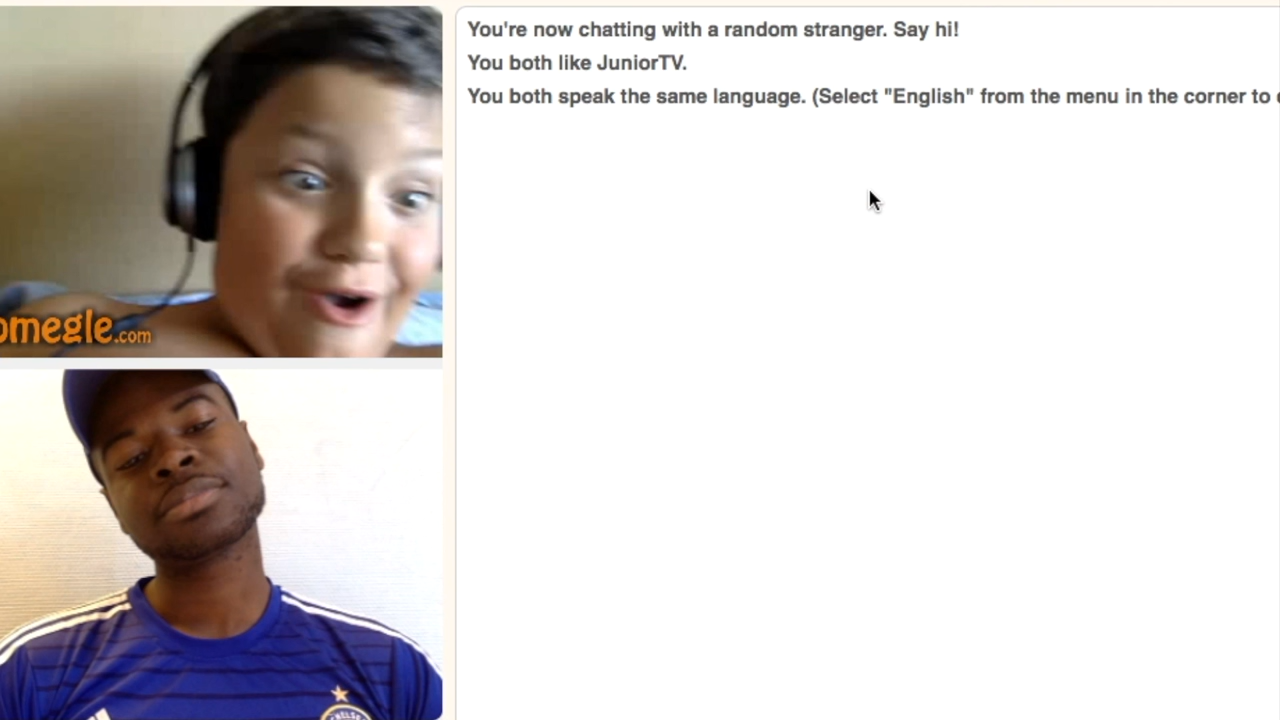 You're now chatting with a random stranger. Say hi!
You both like JuniorTV.
You both speak the same language. (Select "English" from the menu in the corner to
omegle.com
CHELSE